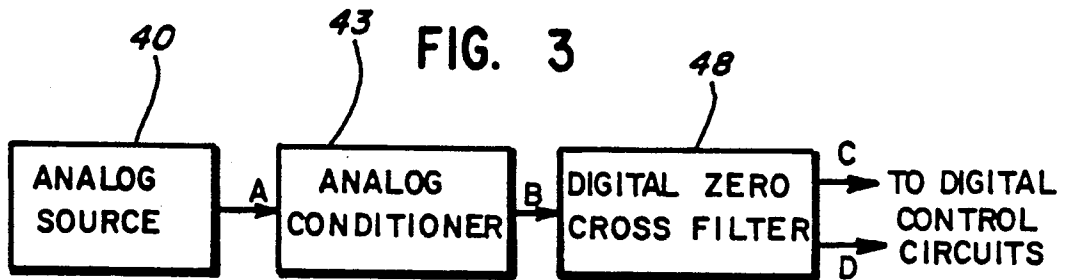 FIG. 3
40
43
48
ANALOG
SOURCE
A
ANALOG
CONDITIONER
B
DIGITAL ZERO
CROSS FILTER
C
D
TO DIGITAL
CONTROL
CIRCUITS